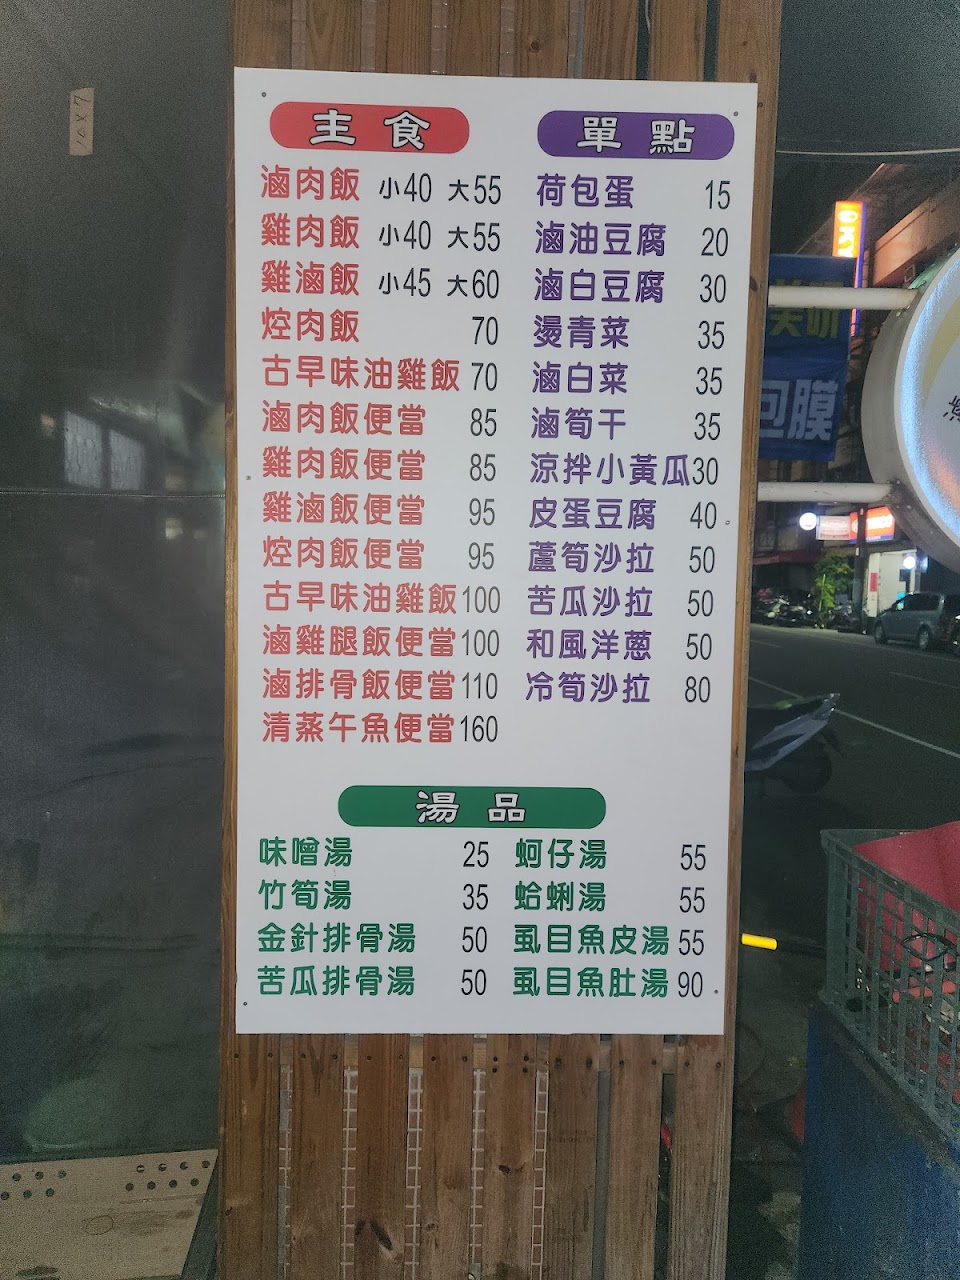 主食
滷肉飯 小40 大55
雞肉飯 小40 大55
雞滷飯 小45 大60
焢肉飯 70
古早味油雞飯 70
滷肉飯便當 85
雞肉飯便當 85
雞滷飯便當 95
焢肉飯便當 95
古早味油雞飯 100
滷雞腿飯便當 100
滷排骨飯便當 110
清蒸午魚便當 160
單點
荷包蛋 15
滷油豆腐 20
滷白豆腐 30
燙青菜 35
滷白菜 35
滷筍干 35
涼拌小黃瓜 30
皮蛋豆腐 40
蘆筍沙拉 50
苦瓜沙拉 50
和風洋蔥 50
冷筍沙拉 80
湯品
味噌湯 25
竹筍湯 35
金針排骨湯 50
苦瓜排骨湯 50
蚵仔湯 55
蛤蜊湯 55
虱目魚皮湯 55
虱目魚肚湯 90
包膜